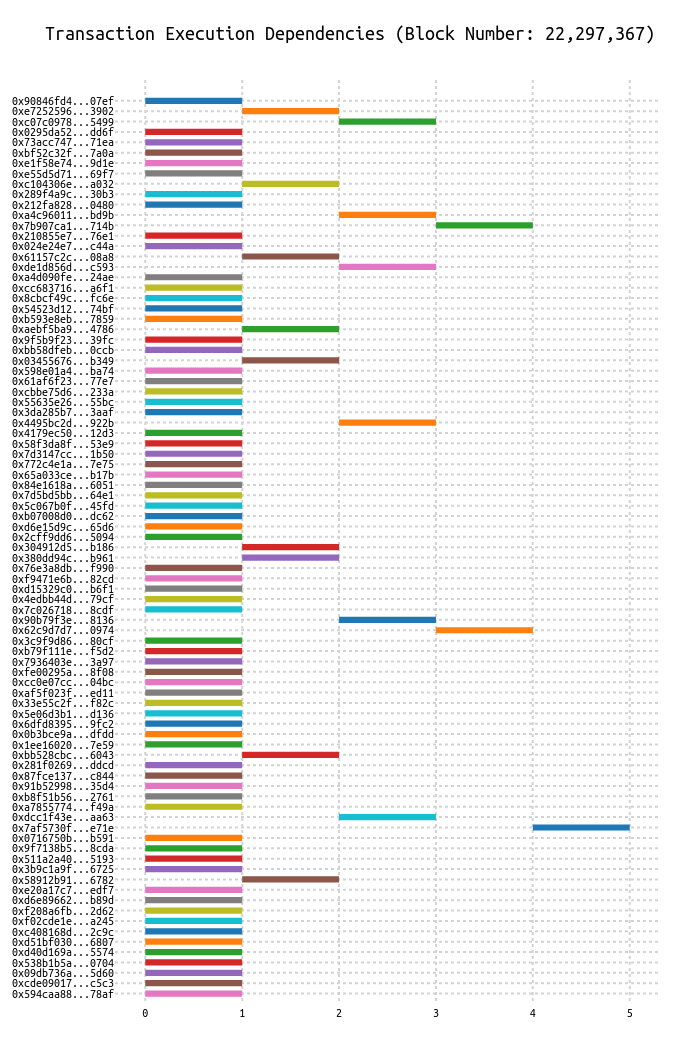 Transaction Execution Dependencies (Block Number: 22,297,367)
0x90846fd4...07ef
0xe7252596...3902
0xc07c0978...5499
0x0295da52...dd6f
0x73acc747...71ea
0xbf52c32f...7a0a
0xe1f58e74...9d1e
0xe55d5d71...69f7
0xc104306e...a032
0x289f4a9c...30b3
0x212fa828...0480
0xa4c96011...bd9b
0x7b907ca1...714b
0x210855e7...76e1
0x024e24e7...c44a
0x61157c2c...08a8
0xde1d856d...c593
0xa4d090fe...24ae
0xcc683716...a6f1
0x8cbcf49c...fc6e
0x54523d12...74bf
0xb593e8eb...7859
0xaebf5ba9...4786
0x9f5b9f23...39fc
0xbb58dfeb...0ccb
0x03455676...b349
0x598e01a4...ba74
0x61af6f23...77e7
0xcbbe75d6...233a
0x55635e26...55bc
0x3da285b7...3aaf
0x4495bc2d...922b
0x4179ec50...12d3
0x58f3da8f...53e9
0x7d3147cc...1b50
0x772c4e1a...7e75
0x65a033ce...b17b
0x84e1618a...6051
0x7d5bd5bb...64e1
0x5c067b0f...45fd
0xb07008d0...dc62
0xd6e15d9c...65d6
0x2cff9dd6...5094
0x304912d5...b186
0x380dd94c...b961
0x76e3a8db...f990
0xf9471e6b...82cd
0xd15329c0...b6f1
0x4edbb44d...79cf
0x7c026718...8cdf
0x90b79f3e...8136
0x62c9d7d7...0974
0x3c9f9d86...80cf
0xb79f111e...f5d2
0x7936403e...3a97
0xfe00295a...8f08
0xcc0e07cc...04bc
0xaf5f023f...ed11
0x33e55c2f...f82c
0x5e06d3b1...d136
0x6dfd8395...9fc2
0x0b3bce9a...dfdd
0x1ee16020...7e59
0xbb528cbc...6043
0x281f0269...ddcd
0x87fce137...c844
0x91b52998...35d4
0xb8f51b56...2761
0xa7855774...f49a
0xdcc1f43e...aa63
0x7af5730f...e71e
0x0716750b...b591
0x9f7138b5...8cda
0x511a2a40...5193
0x3b9c1a9f...6725
0x58912b91...6782
0xe20a17c7...edf7
0xd6e89662...b89d
0xf208a6fb...2d62
0xf02cde1e...a245
0xc408168d...2c9c
0xd51bf030...6807
0xd40d169a...5574
0x538b1b5a...0704
0x09db736a...5d60
0xcde09017...c5c3
0x594caa88...78af
0 1 2 3 4 5